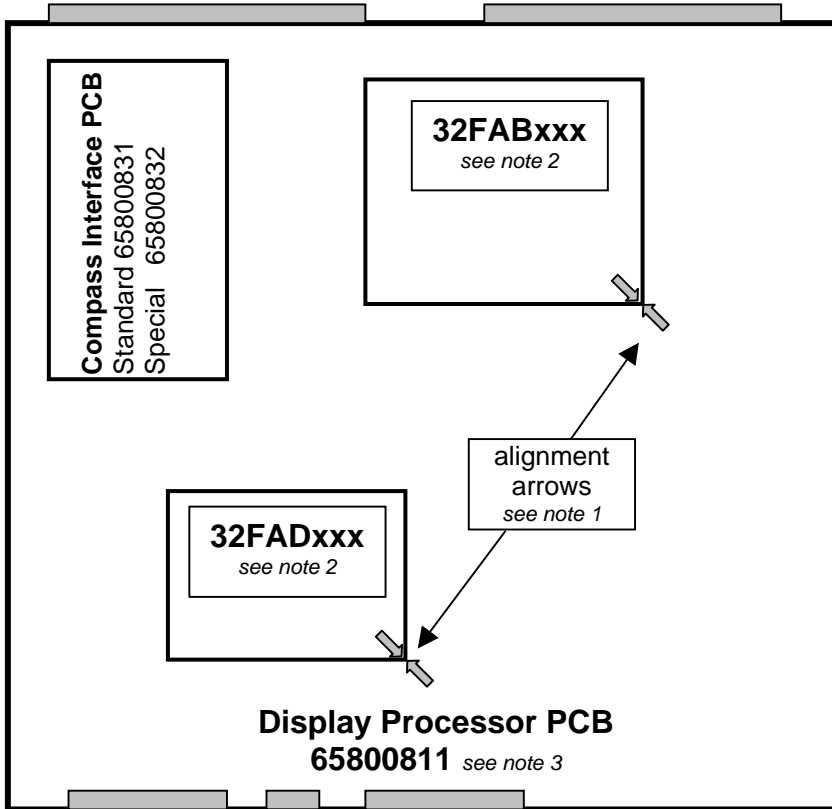 Compass Interface PCB
Standard 65800831
Special 65800832
32FABxxx
see note 2
alignment
arrows
see note 1
32FADxxx
see note 2
Display Processor PCB
65800811 see note 3